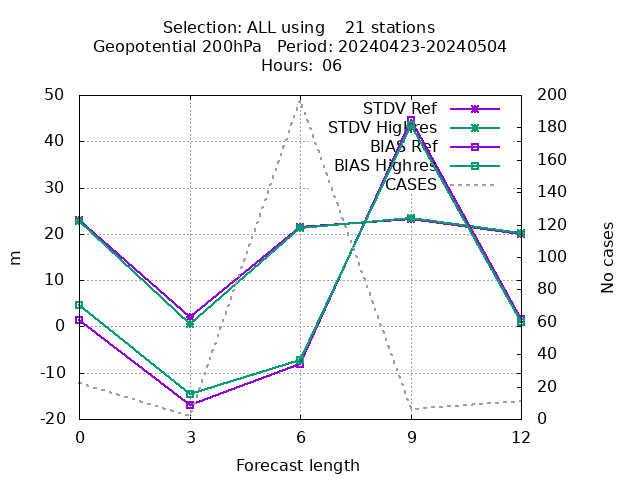 Selection: ALL using    21 stations
Geopotential 200hPa   Period: 20240423-20240504
Hours: 06
STDV Ref
STDV Highres
BIAS Ref
BIAS Highres
CASES
50
40
30
20
10
0
-10
-20
m
200
180
160
140
120
100
80
60
40
20
0
No cases
0 3 6 9 12
Forecast length